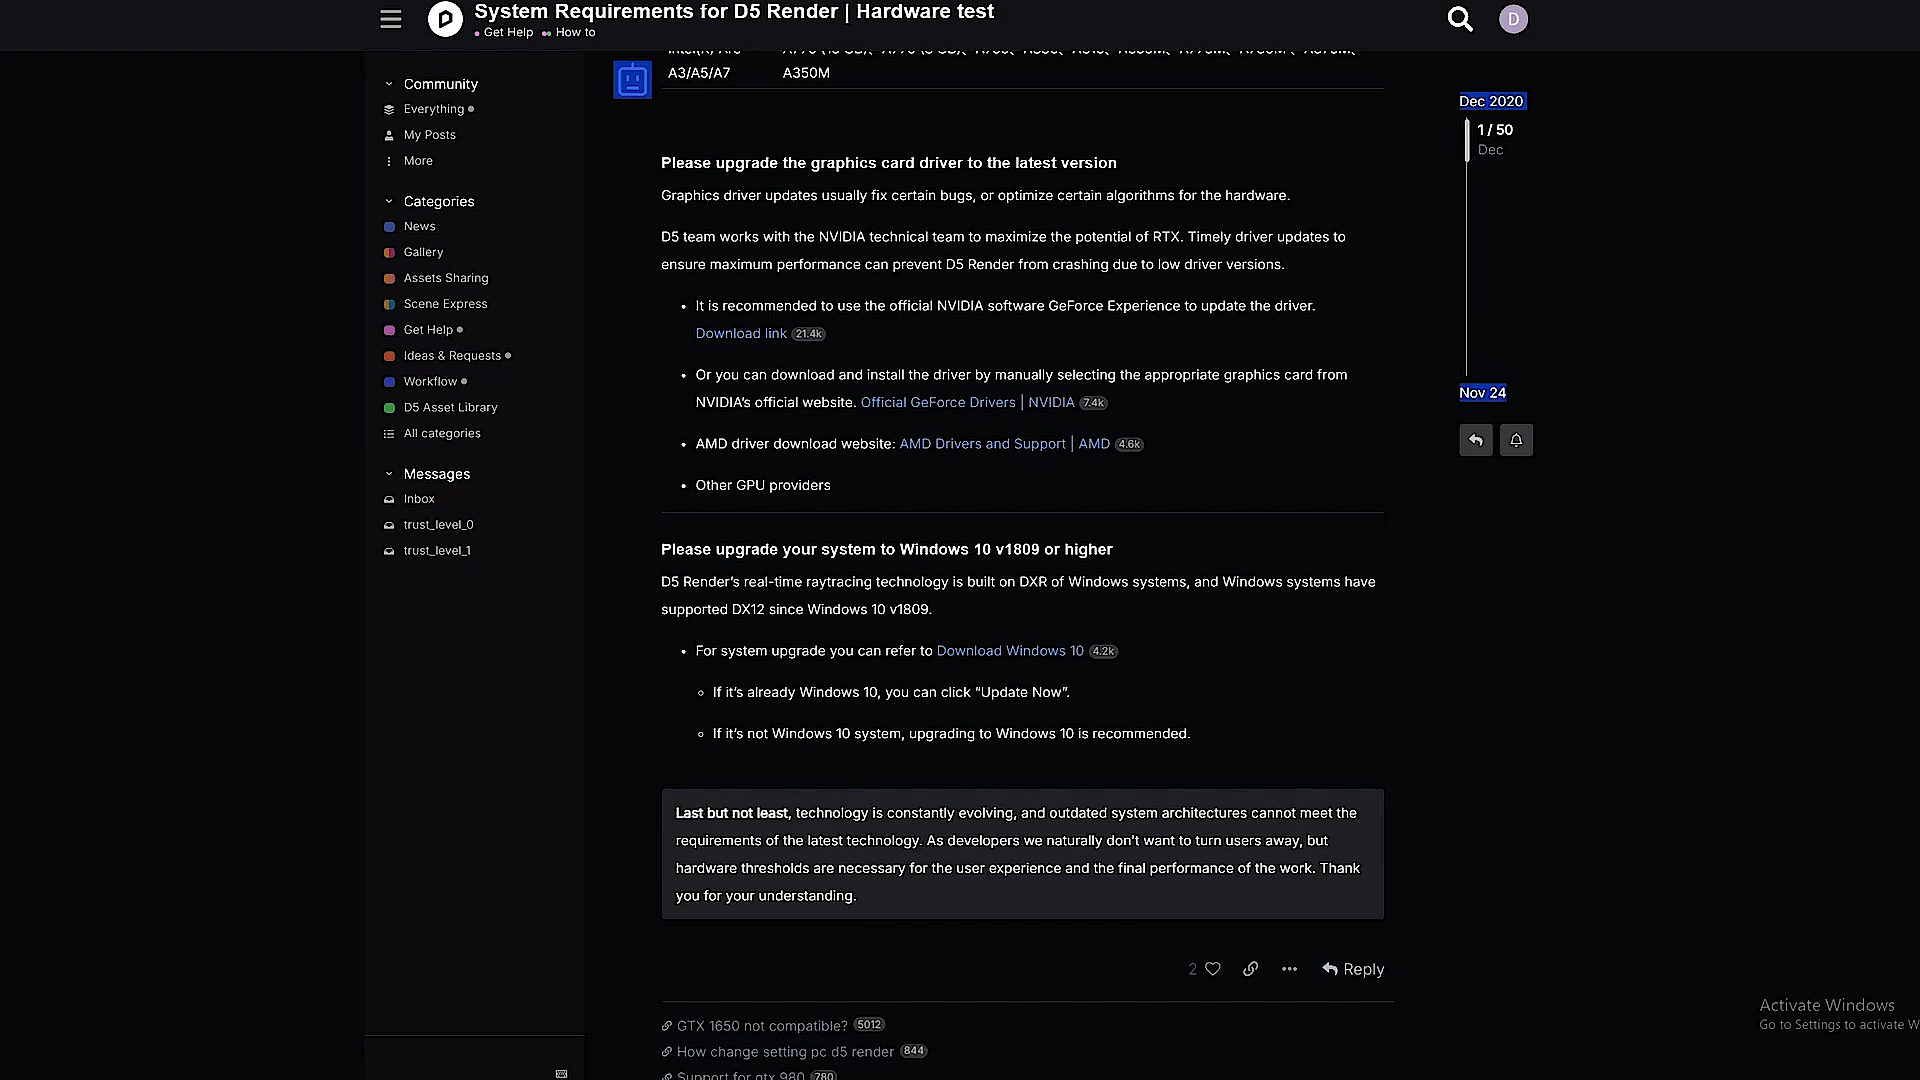 System Requirements for D5 Render | Hardware test
Get Help How to
D
Community
Everything
My Posts
More
Categories
News
Gallery
Assets Sharing
Scene Express
Get Help
Ideas & Requests
Workflow
D5 Asset Library
All categories
Messages
Inbox
trust_level_0
trust_level_1
A3/A5/A7 A350M
Please upgrade the graphics card driver to the latest version
Graphics driver updates usually fix certain bugs, or optimize certain algorithms for the hardware.
D5 team works with the NVIDIA technical team to maximize the potential of RTX. Timely driver updates to
ensure maximum performance can prevent D5 Render from crashing due to low driver versions.
• It is recommended to use the official NVIDIA software GeForce Experience to update the driver.
Download link 21.4k
• Or you can download and install the driver by manually selecting the appropriate graphics card from
NVIDIA’s official website. Official GeForce Drivers | NVIDIA 7.4k
• AMD driver download website: AMD Drivers and Support | AMD 4.6k
• Other GPU providers
Please upgrade your system to Windows 10 v1809 or higher
D5 Render’s real-time raytracing technology is built on DXR of Windows systems, and Windows systems have
supported DX12 since Windows 10 v1809.
• For system upgrade you can refer to Download Windows 10 4.2k
◦ If it’s already Windows 10, you can click “Update Now”.
◦ If it’s not Windows 10 system, upgrading to Windows 10 is recommended.
Last but not least, technology is constantly evolving, and outdated system architectures cannot meet the
requirements of the latest technology. As developers we naturally don’t want to turn users away, but
hardware thresholds are necessary for the user experience and the final performance of the work. Thank
you for your understanding.
2 Reply
GTX 1650 not compatible? 5012
How change setting pc d5 render 844
Support for gtx 980 780
Dec 2020
1 / 50
Dec
Nov 24
Activate Windows
Go to Settings to activate W